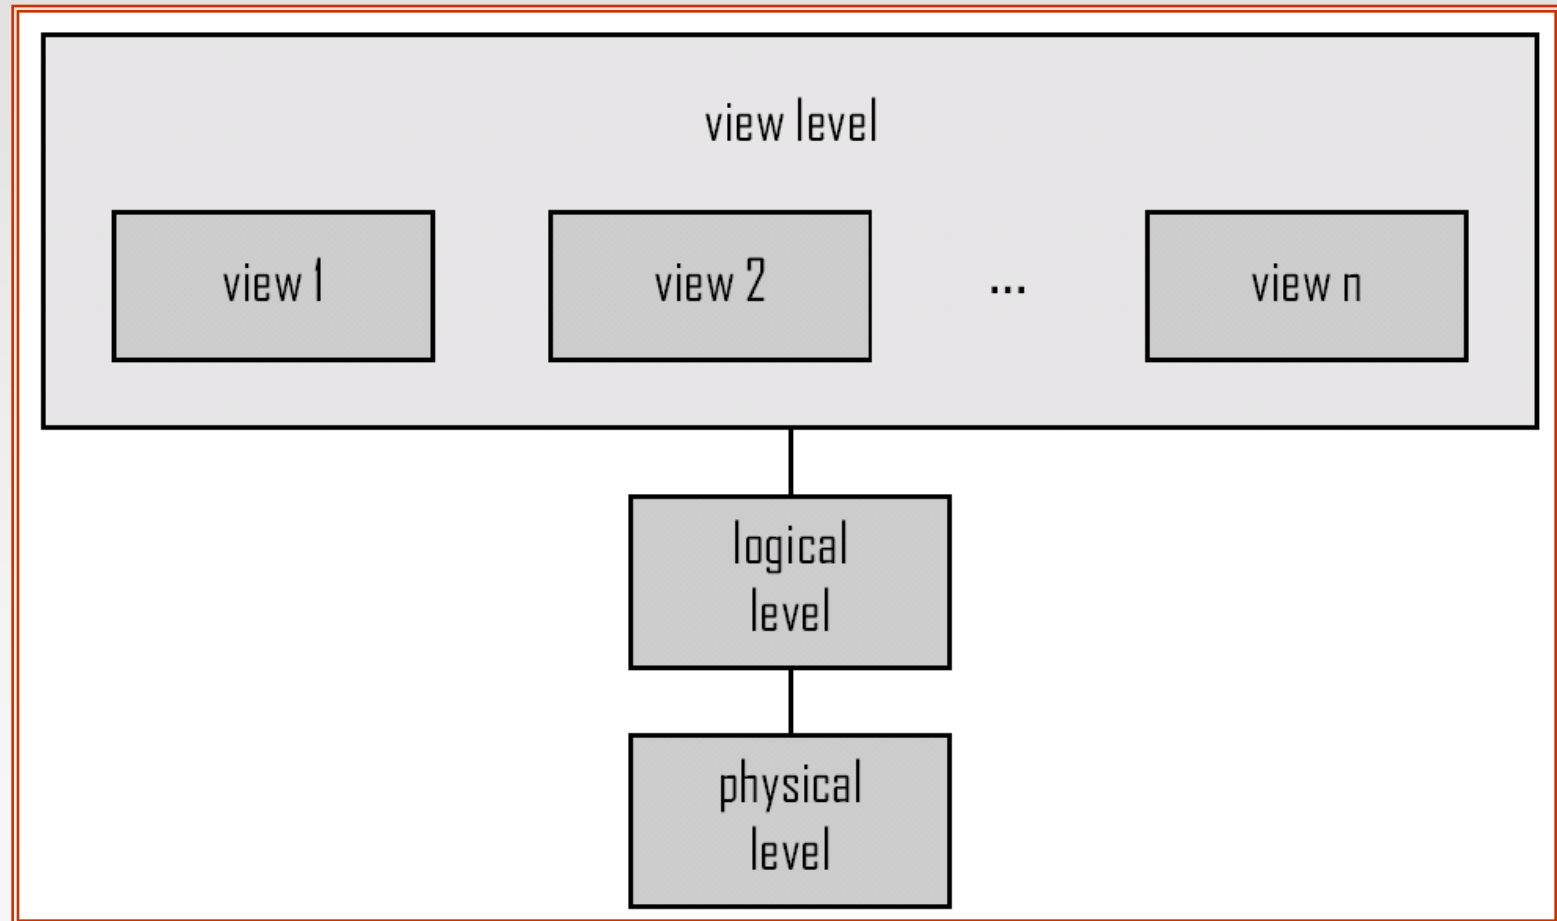 view level
view 1
view 2
...
view n
logical
level
physical
level